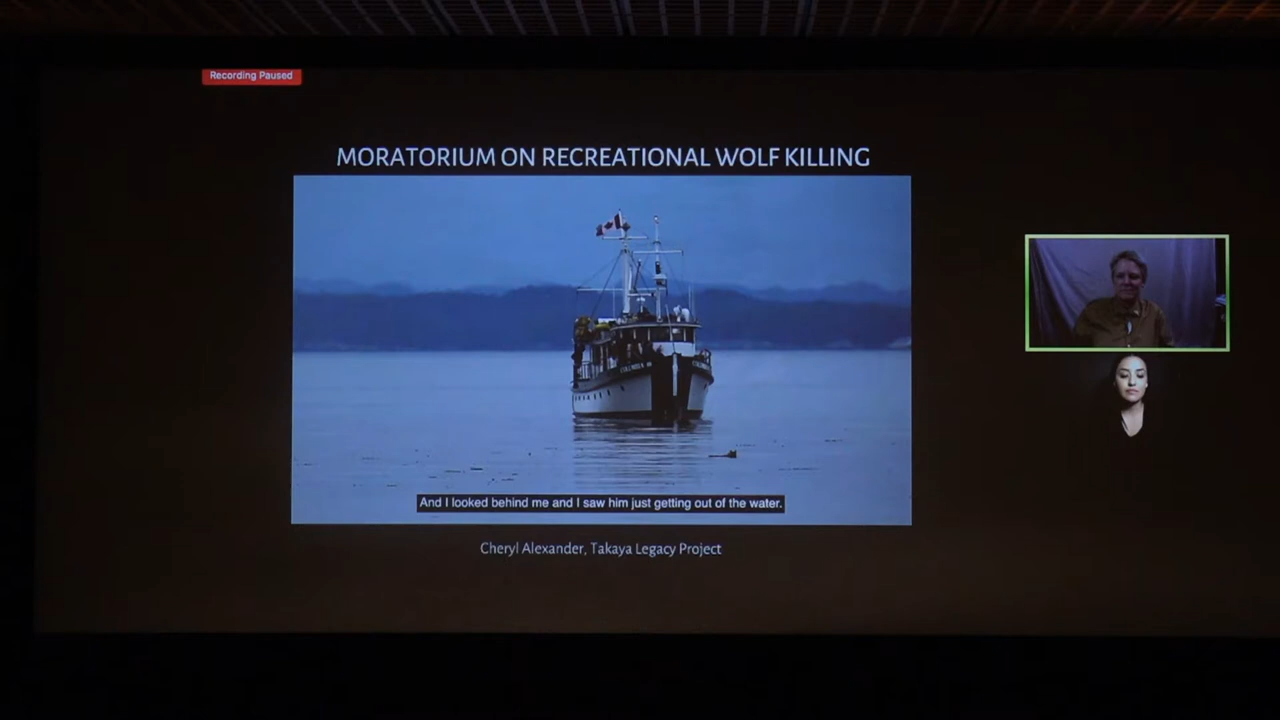 Recording Paused
MORATORIUM ON RECREATIONAL WOLF KILLING
And I looked behind me and I saw him just getting out of the water.
Cheryl Alexander, Takaya Legacy Project